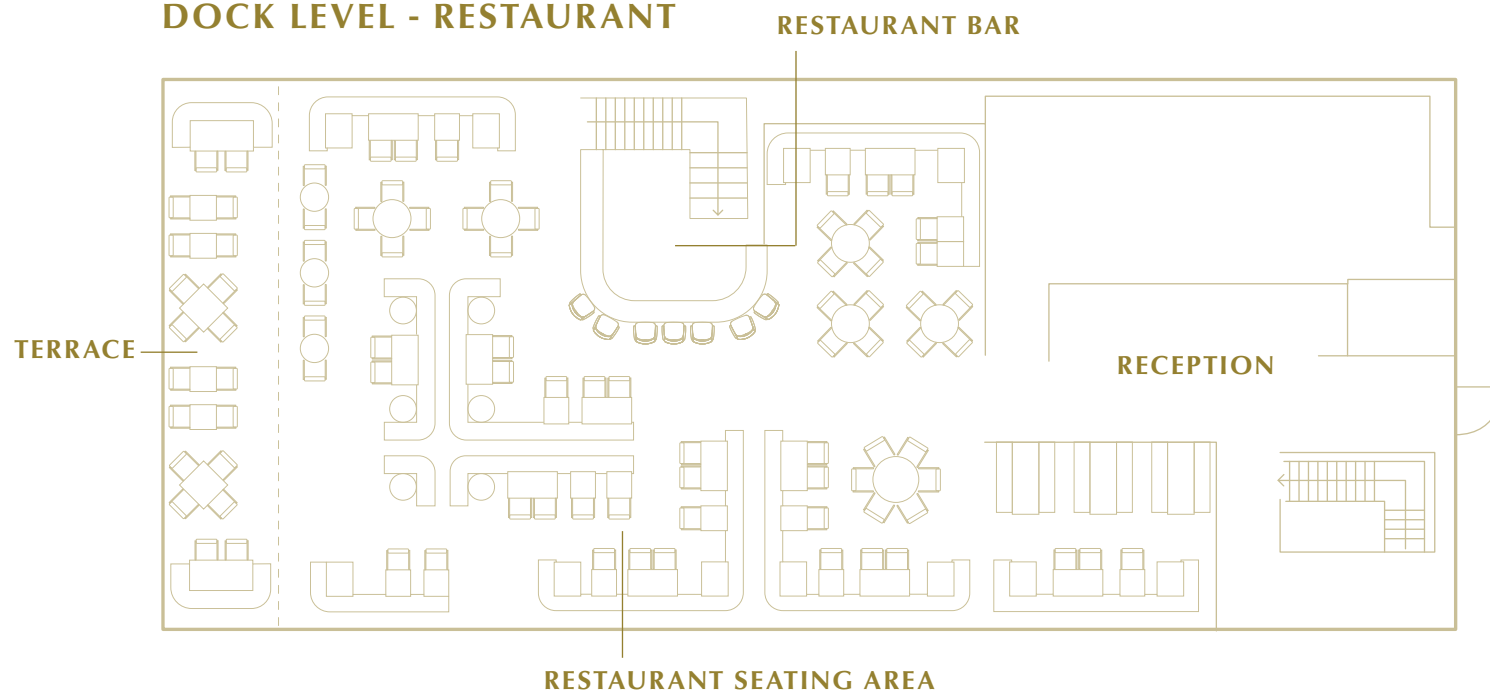 DOCK LEVEL - RESTAURANT
RESTAURANT BAR
TERRACE
RECEPTION
RESTAURANT SEATING AREA